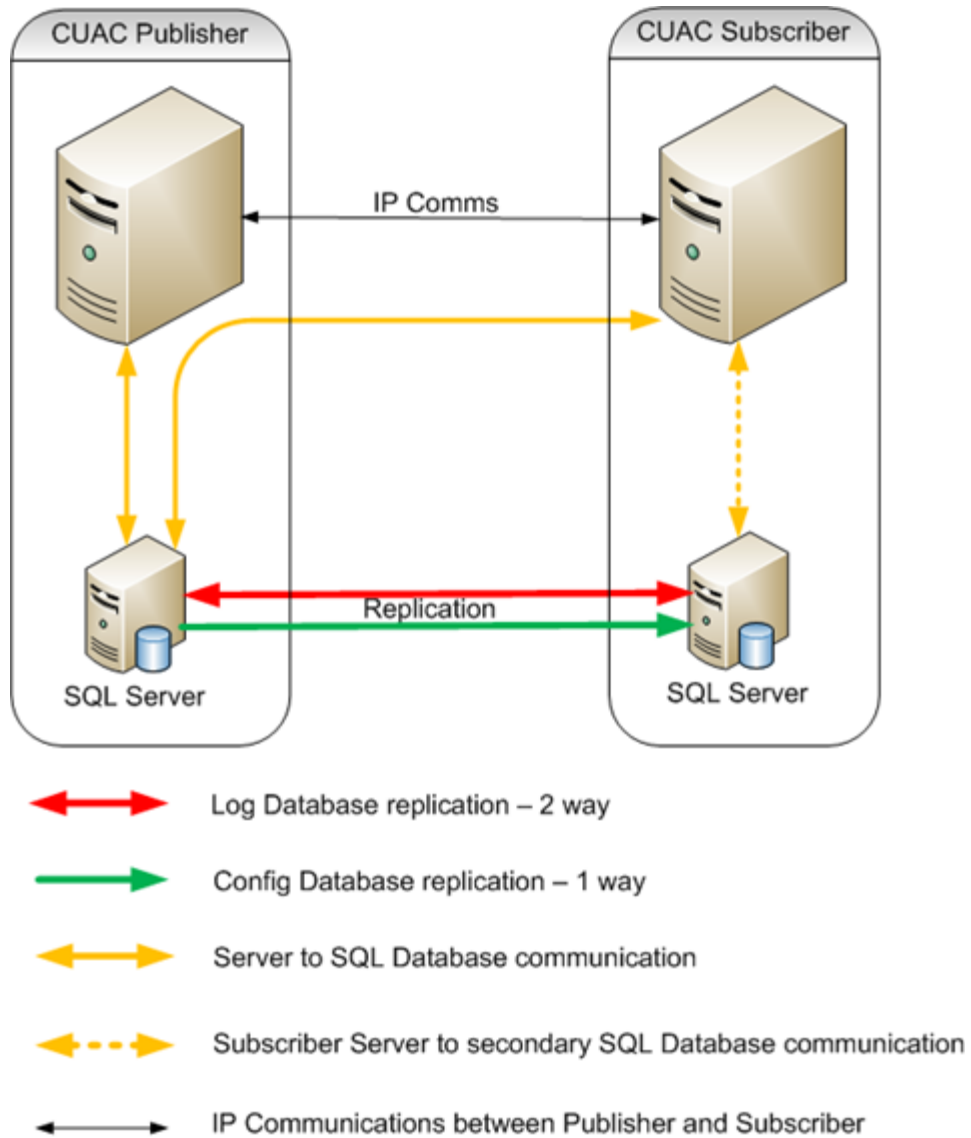 CUAC Publisher
CUAC Subscriber
IP Comms
Replication
SQL Server
SQL Server
Log Database replication – 2 way
Config Database replication – 1 way
Server to SQL Database communication
Subscriber Server to secondary SQL Database communication
IP Communications between Publisher and Subscriber